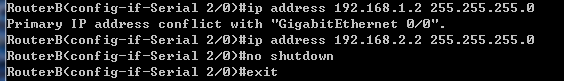 RouterB(config-if-Serial 2/0)#ip address 192.168.1.2 255.255.255.0
Primary IP address conflict with "GigabitEthernet 0/0".
RouterB(config-if-Serial 2/0)#ip address 192.168.2.2 255.255.255.0
RouterB(config-if-Serial 2/0)#no shutdown
RouterB(config-if-Serial 2/0)#exit